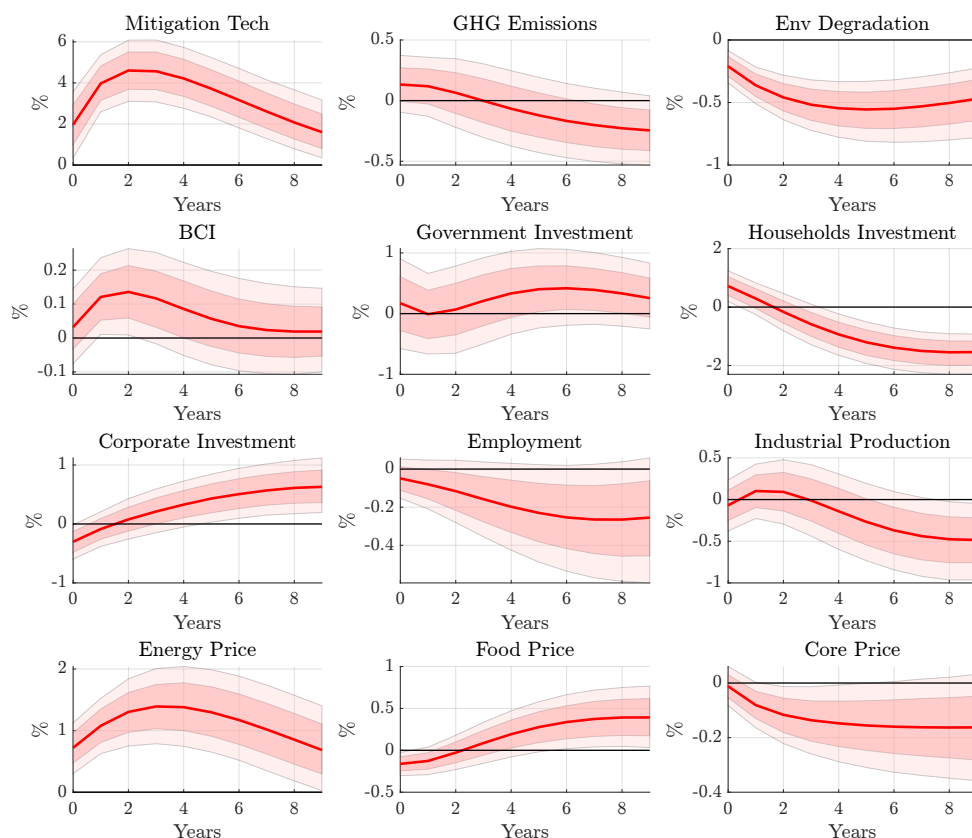 Mitigation Tech GHG Emissions Env Degradation
6 0.5 0
4 % 0 % -0.5 %
2
0 -0.5 -1
0 2 4 6 8 0 2 4 6 8 0 2 4 6 8
Years Years Years
BCI Government Investment Households Investment
0.2 1 2
0.1 % 0 % 0 %
0
-0.1 -1 -2
0 2 4 6 8 0 2 4 6 8 0 2 4 6 8
Years Years Years
Corporate Investment Employment Industrial Production
1 0 0.5
0 % -0.2 % 0 %
-0.4 -0.5
-1 -1
0 2 4 6 8 0 2 4 6 8 0 2 4 6 8
Years Years Years
Energy Price Food Price Core Price
2 1 0
1 % 0.5 % -0.2 %
0
0 -0.5 -0.4
0 2 4 6 8 0 2 4 6 8 0 2 4 6 8
Years Years Years